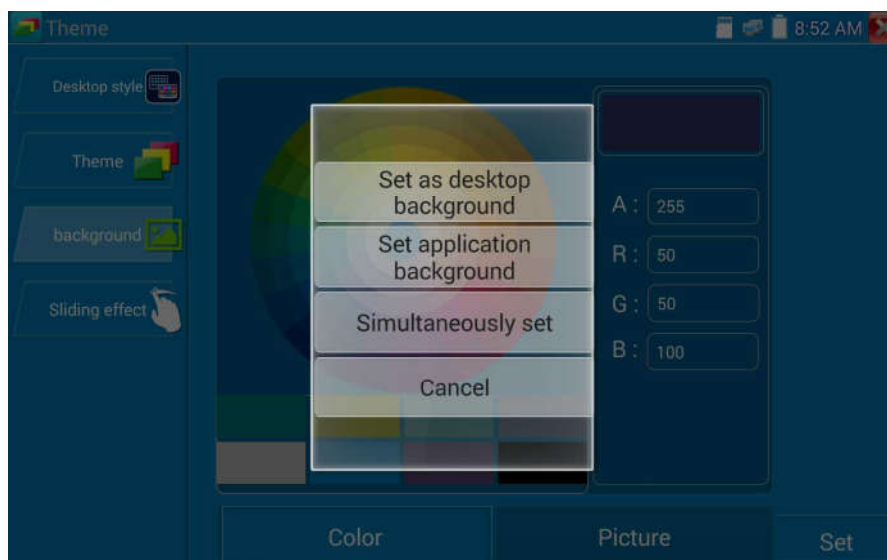 Theme
8:52 AM
Desktop style
Theme
background
Sliding effect
Set as desktop
background
Set application
background
Simultaneously set
Cancel
A : 255
R : 50
G : 50
B : 100
Color
Picture
Set